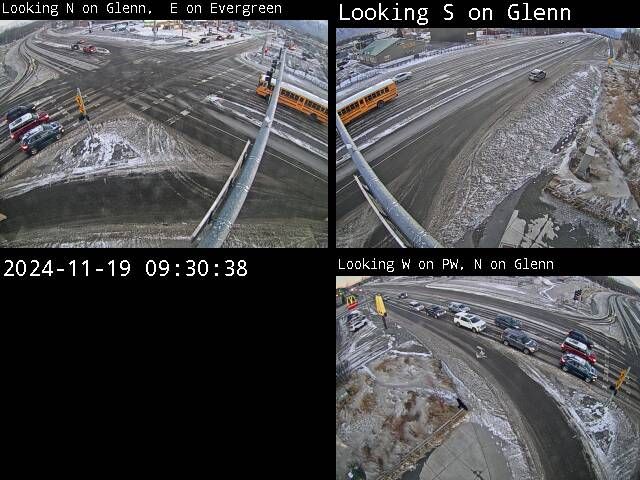 Looking N on Glenn,  E on Evergreen
Looking S on Glenn
2024-11-19 09:30:38
Looking W on PW, N on Glenn